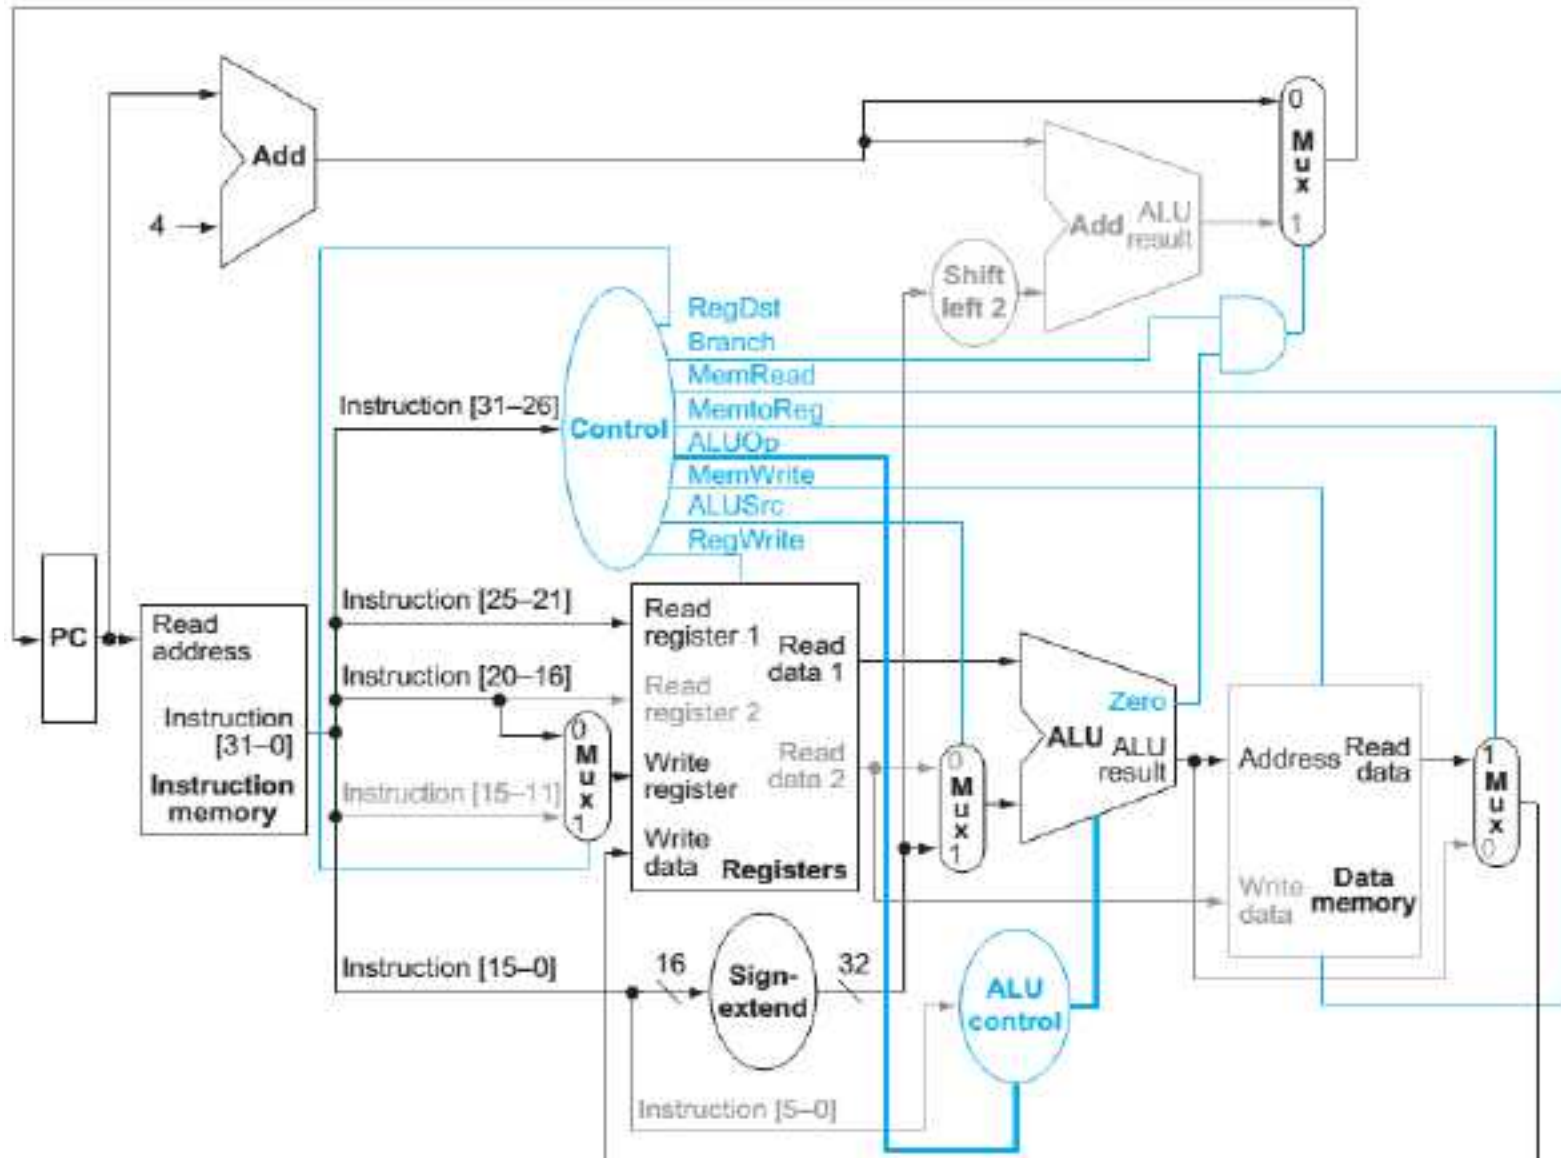 0
M
u
x
1
Add
4
Add
ALU
result
Shift
left 2
RegDst
Branch
MemRead
MemtoReg
ALUOp
MemWrite
ALUSrc
RegWrite
Control
Instruction [31–26]
Instruction [25–21]
Instruction [20–16]
Instruction [15–11]
Instruction [15–0]
Instruction [5–0]
PC
Read
address
Instruction
[31–0]
Instruction
memory
0
M
u
x
1
Read
register 1
Read
register 2
Write
register
Write
data
Read
data 1
Read
data 2
Registers
16
Sign-
extend
32
0
M
u
x
1
Zero
ALU
ALU
result
ALU
control
Address
Read
data
Write
data
Data
memory
1
M
u
x
0